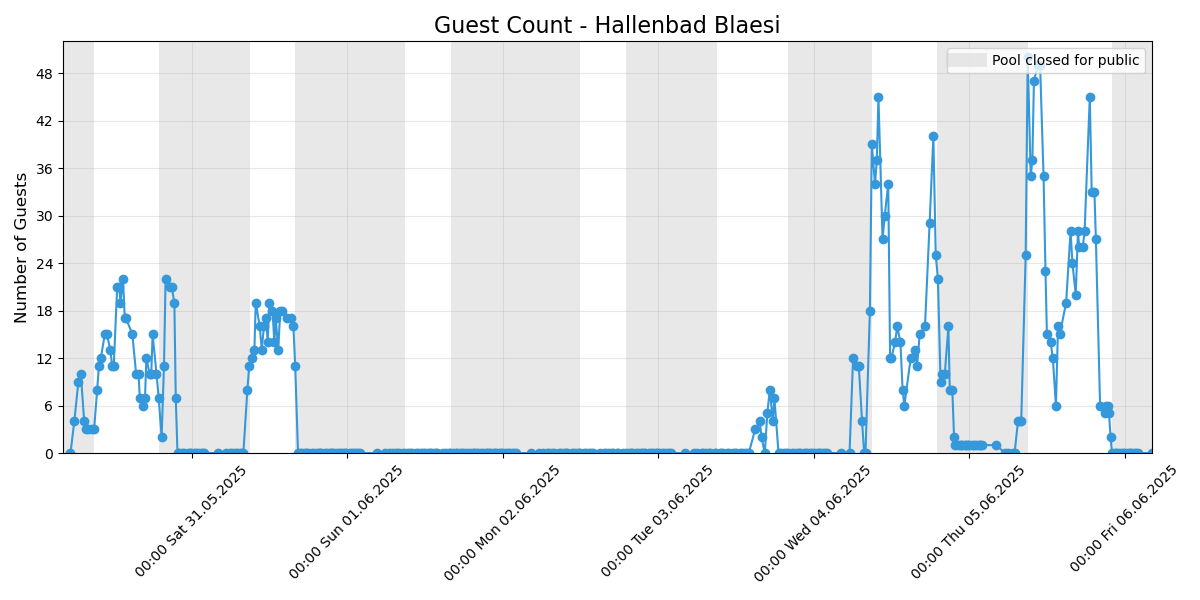 Guest Count - Hallenbad Blaesi
Pool closed for public
Number of Guests
48
42
36
30
24
18
12
6
0
00:00 Sat 31.05.2025
00:00 Sun 01.06.2025
00:00 Mon 02.06.2025
00:00 Tue 03.06.2025
00:00 Wed 04.06.2025
00:00 Thu 05.06.2025
00:00 Fri 06.06.2025